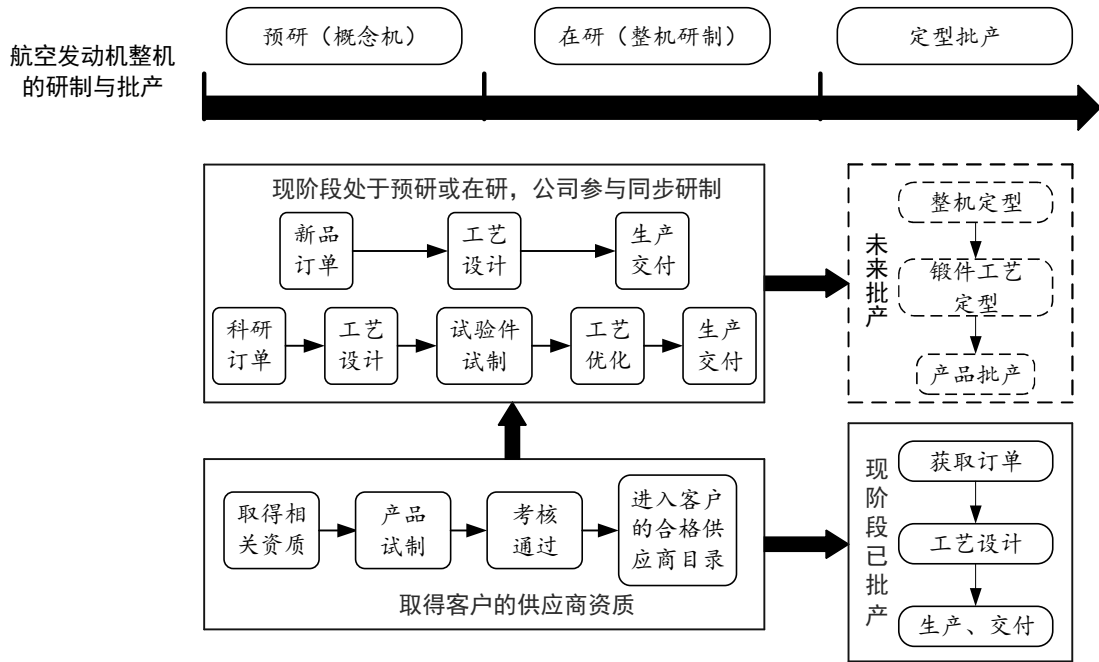 预研（概念机）
在研（整机研制）
定型批产
航空发动机整机
的研制与批产
现阶段处于预研或在研，公司参与同步研制
新品
订单
工艺
设计
生产
交付
科研
订单
工艺
设计
试验件
试制
工艺
优化
生产
交付
未来批产
整机定型
锻件工艺
定型
产品批产
取得相
关资质
产品
试制
考核
通过
进入客户
的合格供
应商目录
取得客户的供应商资质
现阶段已批产
获取订单
工艺设计
生产、交付